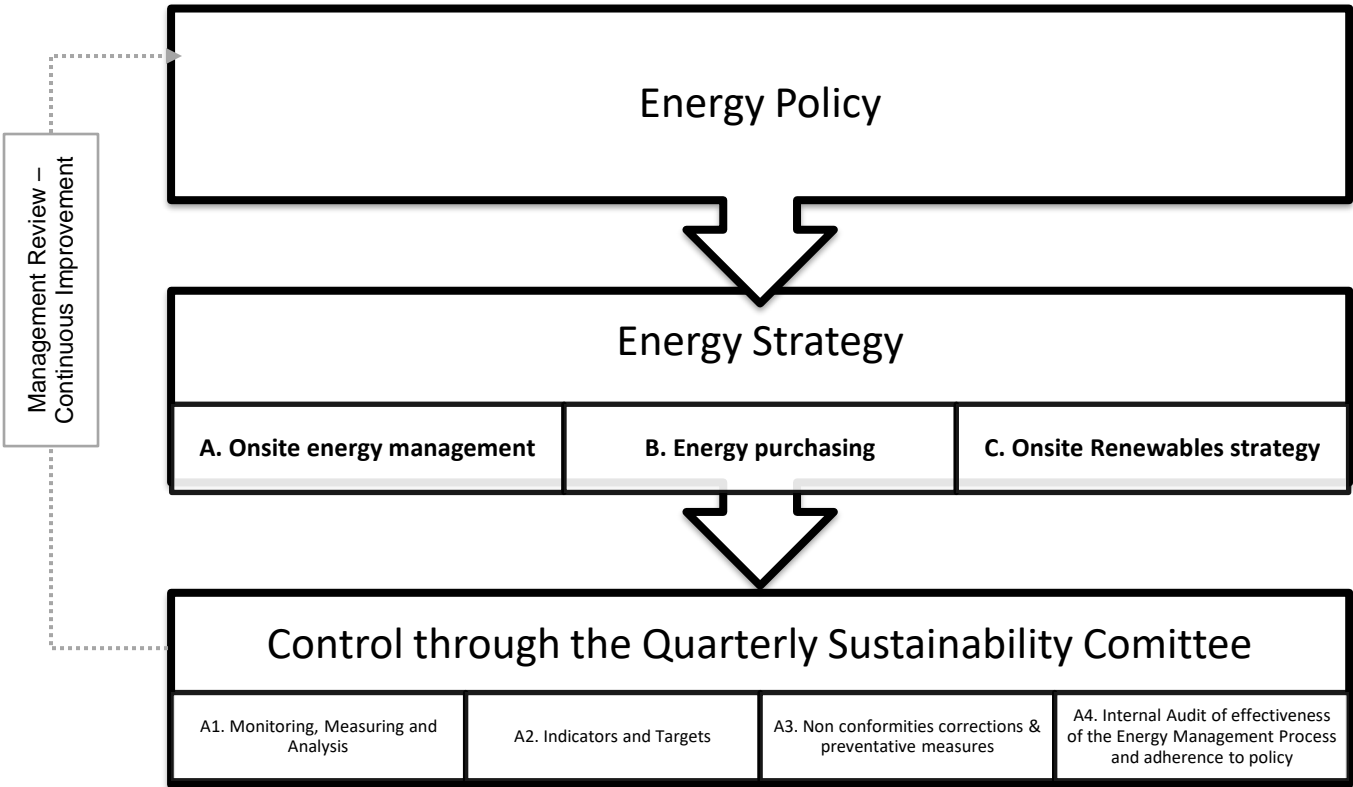 Energy Policy
Management Review –
Continuous Improvement
Energy Strategy
A. Onsite energy management
B. Energy purchasing
C. Onsite Renewables strategy
Control through the Quarterly Sustainability Comittee
A1. Monitoring, Measuring and
Analysis
A2. Indicators and Targets
A3. Non conformities corrections &
preventative measures
A4. Internal Audit of effectiveness
of the Energy Management Process
and adherence to policy